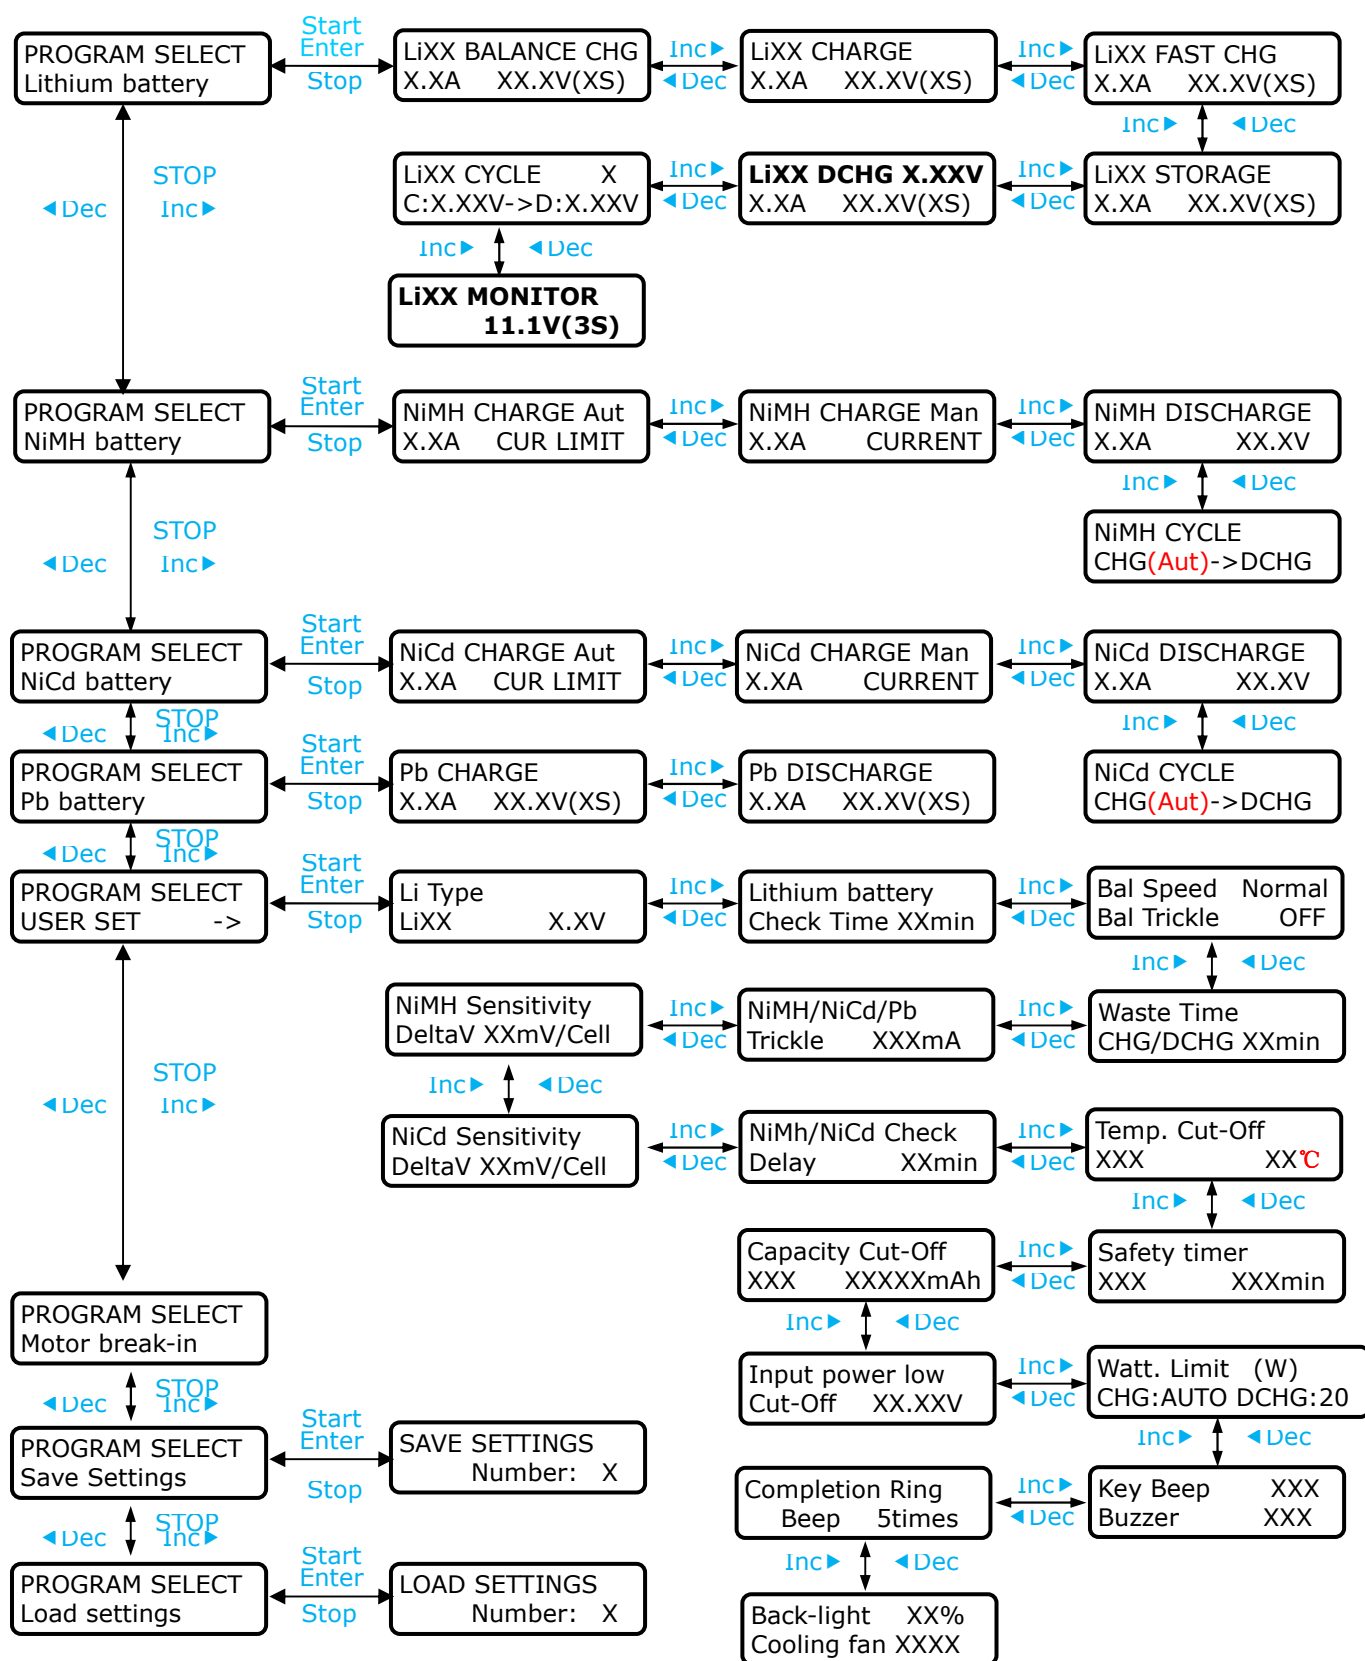 Start
Enter
Stop
PROGRAM SELECT
Lithium battery
LiXX BALANCE CHG
X.XA XX.XV(XS)
Inc▶
◀Dec
LiXX CHARGE
X.XA XX.XV(XS)
Inc▶
◀Dec
LiXX FAST CHG
X.XA XX.XV(XS)
Inc▶ ◀Dec
STOP
◀Dec Inc▶
LiXX CYCLE X
C:X.XXV->D:X.XXV
Inc▶
◀Dec
LiXX DCHG X.XXV
X.XA XX.XV(XS)
Inc▶
◀Dec
LiXX STORAGE
X.XA XX.XV(XS)
Inc▶ ◀Dec
LiXX MONITOR
11.1V(3S)
PROGRAM SELECT
NiMH battery
Start
Enter
Stop
NiMH CHARGE Aut
X.XA CUR LIMIT
Inc▶
◀Dec
NiMH CHARGE Man
X.XA CURRENT
Inc▶
◀Dec
NiMH DISCHARGE
X.XA XX.XV
Inc▶ ◀Dec
STOP
◀Dec Inc▶
NiMH CYCLE
CHG(Aut)->DCHG
PROGRAM SELECT
NiCd battery
Start
Enter
Stop
NiCd CHARGE Aut
X.XA CUR LIMIT
Inc▶
◀Dec
NiCd CHARGE Man
X.XA CURRENT
Inc▶
◀Dec
NiCd DISCHARGE
X.XA XX.XV
STOP
◀Dec Inc▶
Inc▶ ◀Dec
PROGRAM SELECT
Pb battery
Start
Enter
Stop
Pb CHARGE
X.XA XX.XV(XS)
Inc▶
◀Dec
Pb DISCHARGE
X.XA XX.XV(XS)
NiCd CYCLE
CHG(Aut)->DCHG
STOP
◀Dec Inc▶
PROGRAM SELECT
USER SET ->
Start
Enter
Stop
Li Type
LiXX X.XV
Inc▶
◀Dec
Lithium battery
Check Time XXmin
Inc▶
◀Dec
Bal Speed Normal
Bal Trickle OFF
Inc▶ ◀Dec
NiMH Sensitivity
DeltaV XXmV/Cell
Inc▶
◀Dec
NiMH/NiCd/Pb
Trickle XXXmA
Inc▶
◀Dec
Waste Time
CHG/DCHG XXmin
STOP
◀Dec Inc▶
Inc▶ ◀Dec
NiCd Sensitivity
DeltaV XXmV/Cell
Inc▶
◀Dec
NiMh/NiCd Check
Delay XXmin
Inc▶
◀Dec
Temp. Cut-Off
XXX XX℃
Inc▶ ◀Dec
Capacity Cut-Off
XXX XXXXXmAh
Inc▶
◀Dec
Safety timer
XXX XXXmin
Inc▶ ◀Dec
PROGRAM SELECT
Motor break-in
Input power low
Cut-Off XX.XXV
Inc▶
◀Dec
Watt. Limit (W)
CHG:AUTO DCHG:20
STOP
◀Dec Inc▶
Inc▶ ◀Dec
PROGRAM SELECT
Save Settings
Start
Enter
Stop
SAVE SETTINGS
Number: X
Completion Ring
Beep 5times
Inc▶
◀Dec
Key Beep XXX
Buzzer XXX
STOP
◀Dec Inc▶
Inc▶ ◀Dec
PROGRAM SELECT
Load settings
Start
Enter
Stop
LOAD SETTINGS
Number: X
Back-light XX%
Cooling fan XXXX